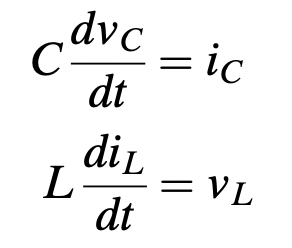 C dv_C/dt = i_C
L di_L/dt = v_L